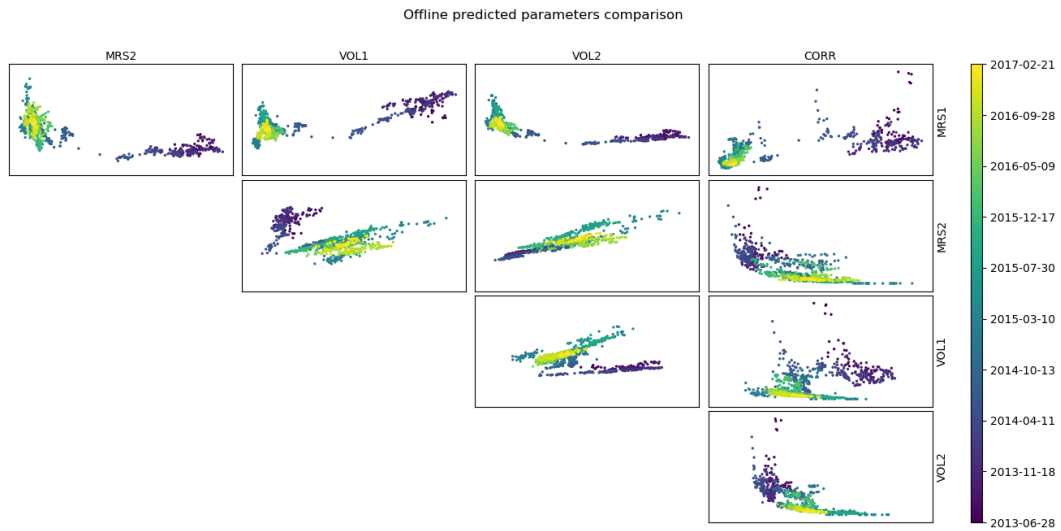 Offline predicted parameters comparison
MRS2 VOL1 VOL2 CORR
MRS1
MRS2
VOL1
VOL2
2017-02-21
2016-09-28
2016-05-09
2015-12-17
2015-07-30
2015-03-10
2014-10-13
2014-04-11
2013-11-18
2013-06-28